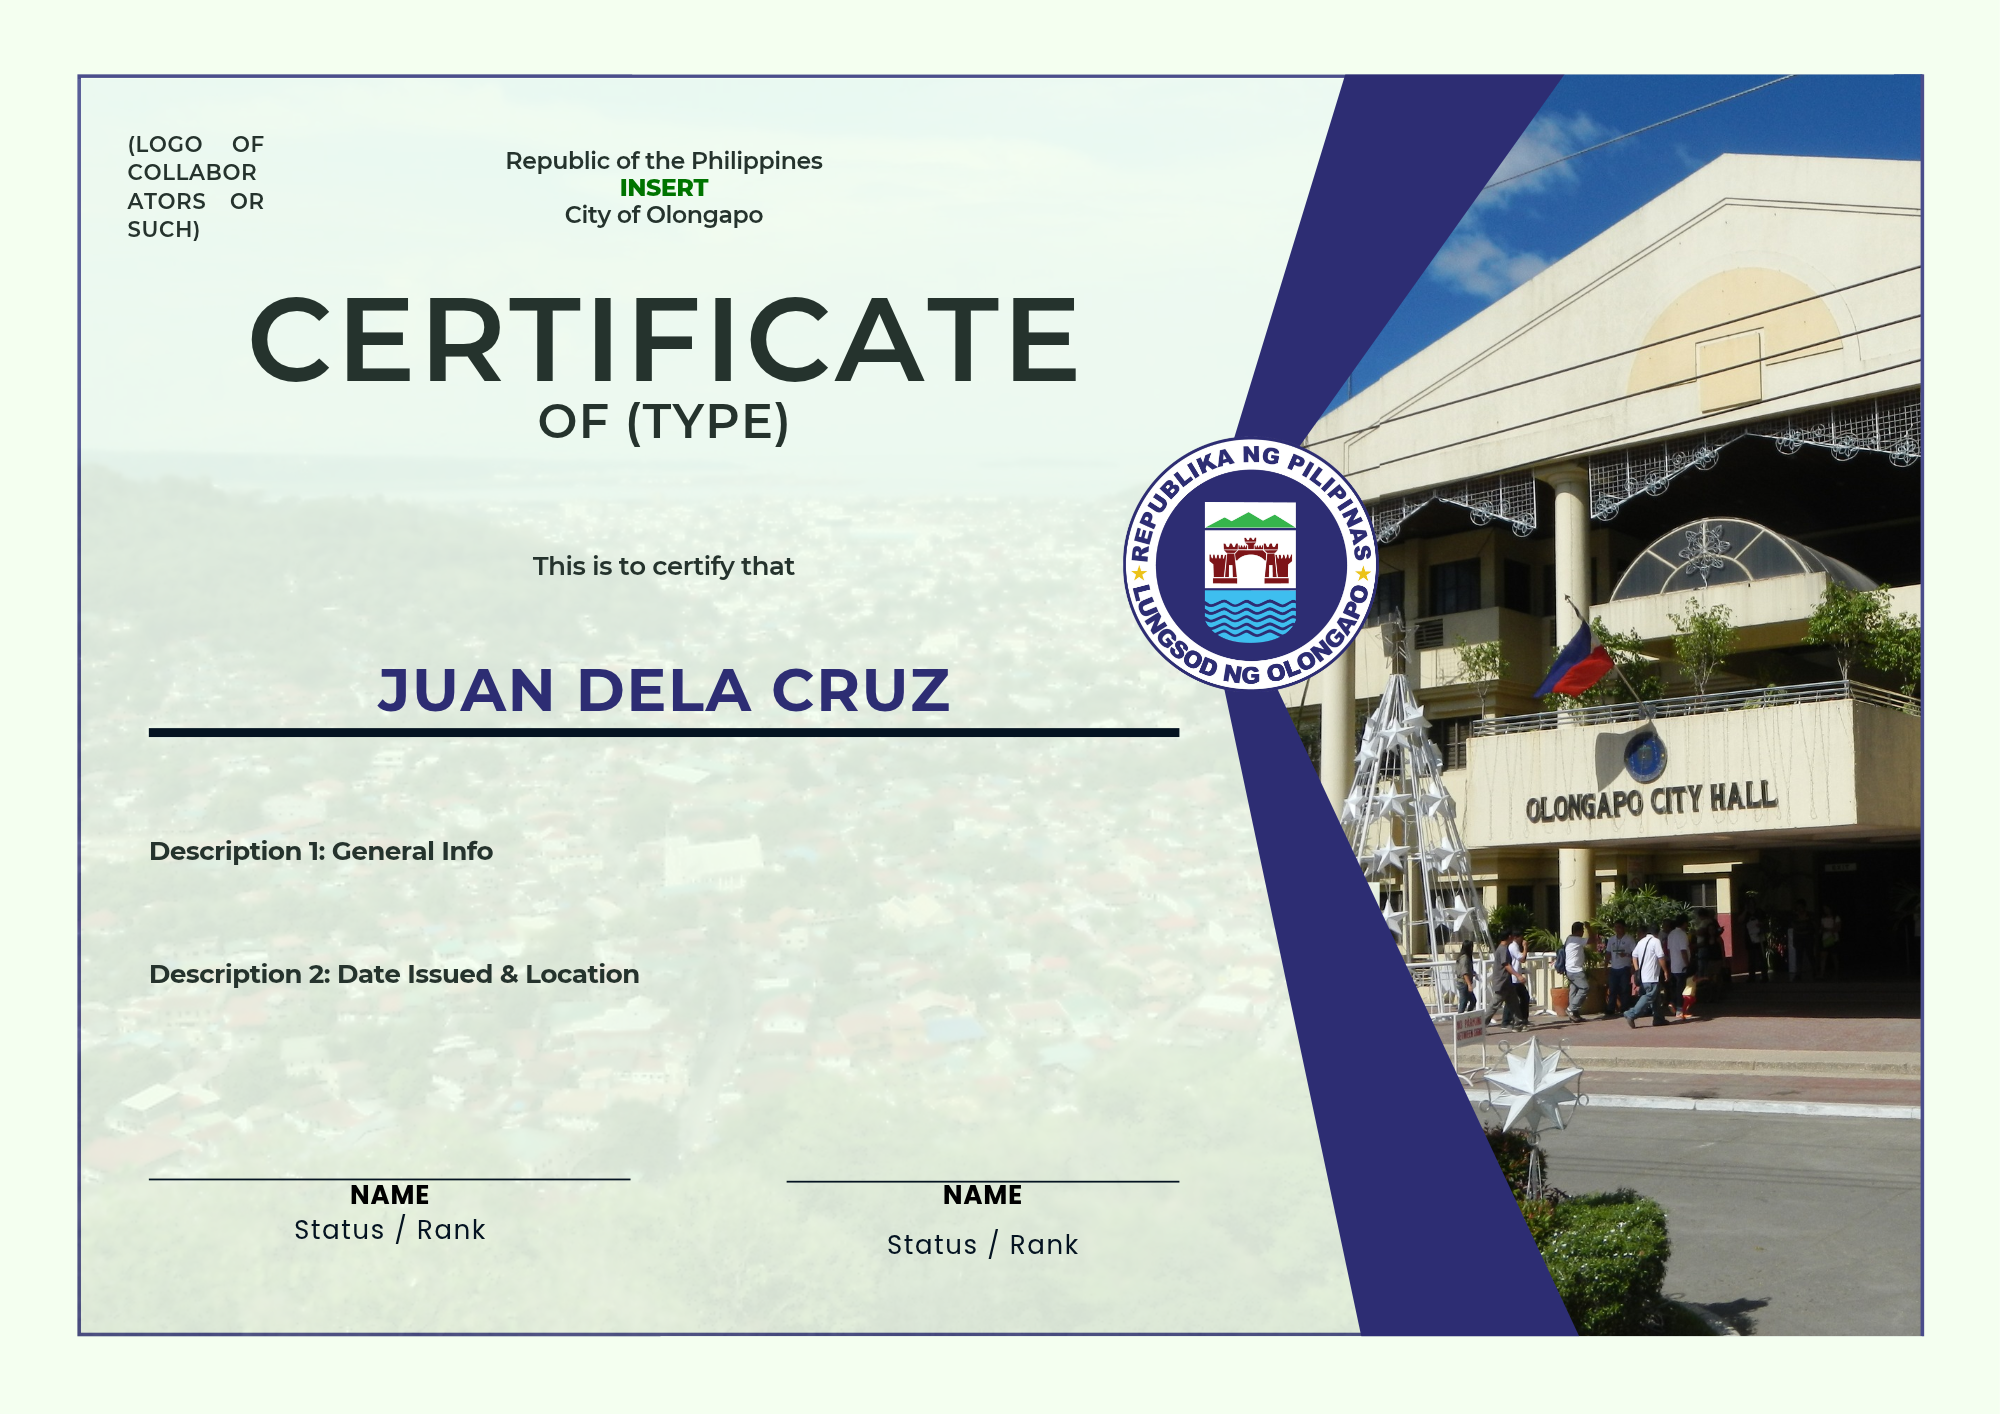 (LOGO OF
COLLABOR
ATORS OR
SUCH)
Republic of the Philippines
INSERT
City of Olongapo
CERTIFICATE
OF (TYPE)
This is to certify that
JUAN DELA CRUZ
Description 1: General Info
Description 2: Date Issued & Location
NAME
Status / Rank
NAME
Status / Rank
REPUBLIKA NG PILIPINAS
LUNGSOD NG OLONGAPO
OLONGAPO CITY HALL
NO PARKING